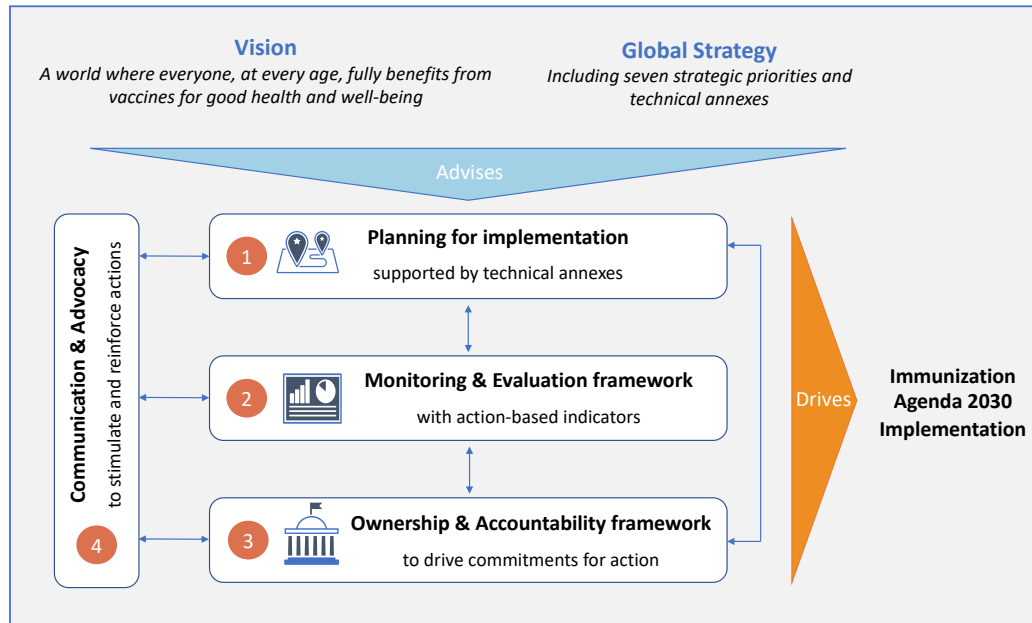 Vision
A world where everyone, at every age, fully benefits from
vaccines for good health and well-being
Global Strategy
Including seven strategic priorities and
technical annexes
Advises
Communication & Advocacy
to stimulate and reinforce actions
4
1
Planning for implementation
supported by technical annexes
2
Monitoring & Evaluation framework
with action-based indicators
3
Ownership & Accountability framework
to drive commitments for action
Drives
Immunization
Agenda 2030
Implementation